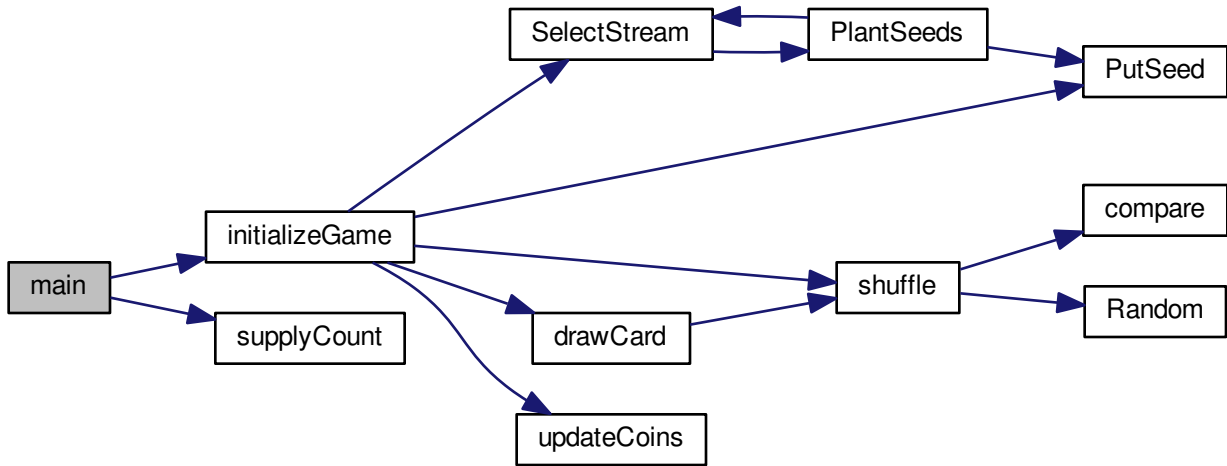 SelectStream
PlantSeeds
PutSeed
compare
initializeGame
main
shuffle
Random
supplyCount
drawCard
updateCoins